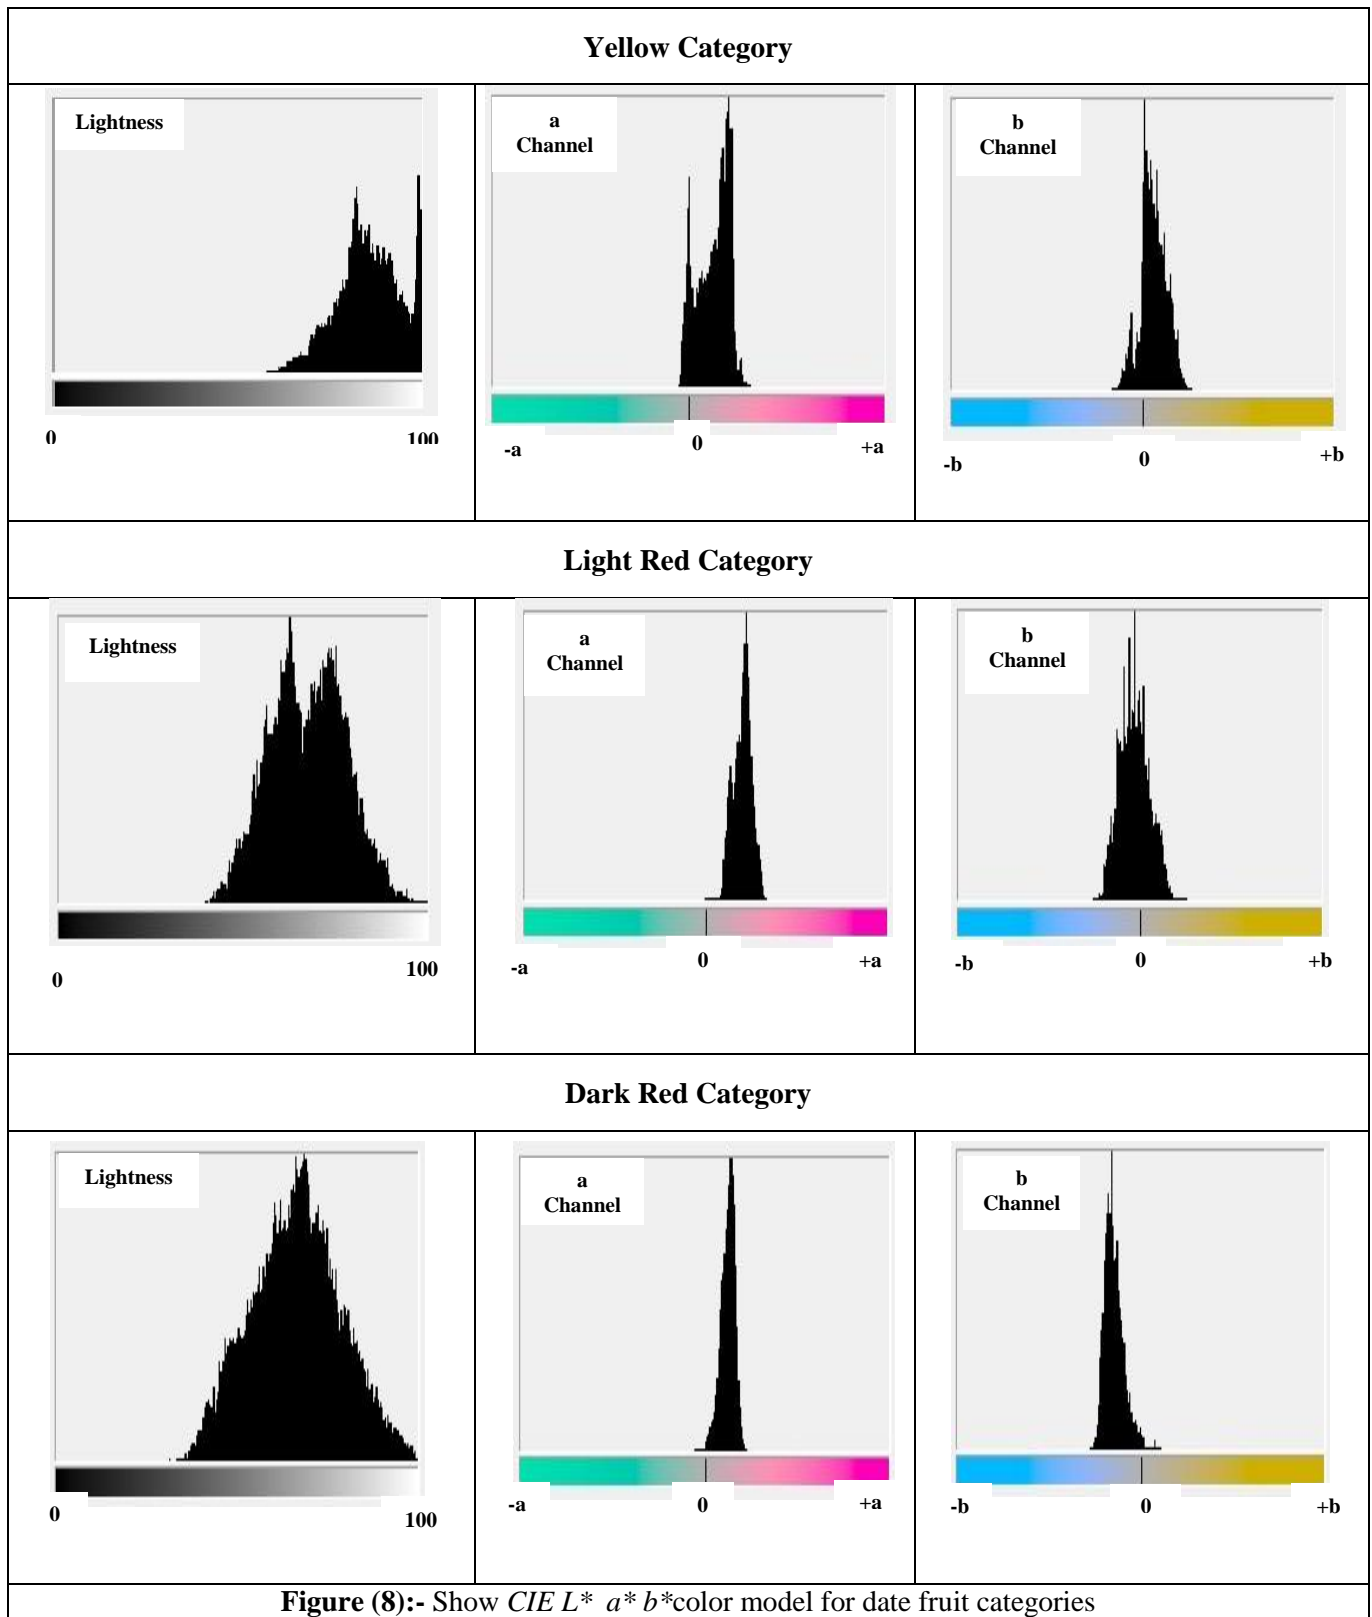 Yellow Category
Lightness
0
100
a
Channel
-a
0
+a
b
Channel
-b
0
+b
Light Red Category
Lightness
0
100
a
Channel
-a
0
+a
b
Channel
-b
0
+b
Dark Red Category
Lightness
0
100
a
Channel
-a
0
+a
b
Channel
-b
0
+b
Figure (8):- Show CIE L* a* b*color model for date fruit categories